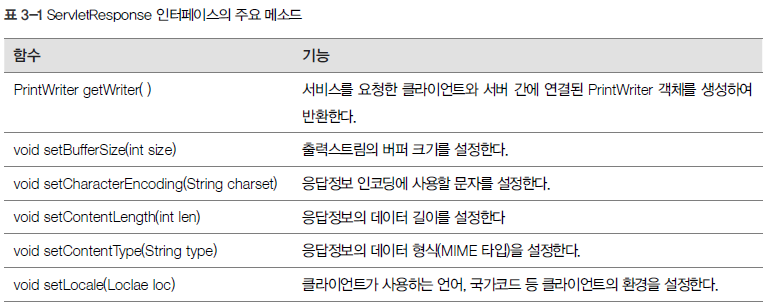 표 3-1 ServletResponse 인터페이스의 주요 메소드
함수 기능
PrintWriter getWriter( ) 서비스를 요청한 클라이언트와 서버 간에 연결된 PrintWriter 객체를 생성하여
반환한다.
void setBufferSize(int size) 출력스트림의 버퍼 크기를 설정한다.
void setCharacterEncoding(String charset) 응답정보 인코딩에 사용할 문자를 설정한다.
void setContentLength(int len) 응답정보의 데이터 길이를 설정한다
void setContentType(String type) 응답정보의 데이터 형식(MIME 타입)을 설정한다.
void setLocale(Loclae loc) 클라이언트가 사용하는 언어, 국가코드 등 클라이언트의 환경을 설정한다.